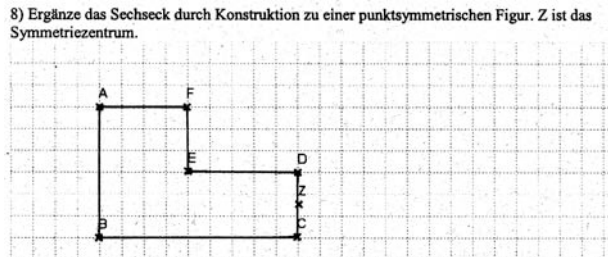 8) Ergänze das Sechseck durch Konstruktion zu einer punktsymmetrischen Figur. Z ist das
Symmetriezentrum.
A F
E D
Z
B C